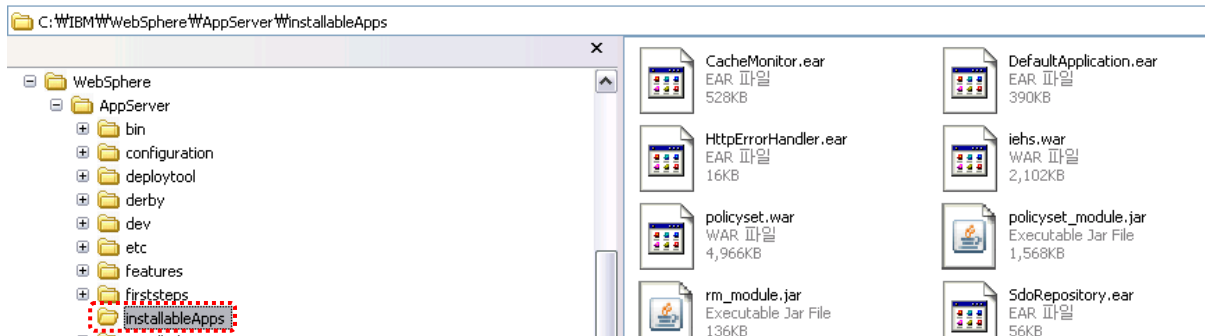 C:₩IBM₩WebSphere₩AppServer₩installableApps
WebSphere
AppServer
bin
configuration
deploytool
derby
dev
etc
features
firststeps
installableApps
CacheMonitor.ear
EAR 파일
528KB
DefaultApplication.ear
EAR 파일
390KB
HttpErrorHandler.ear
EAR 파일
16KB
iehs.war
WAR 파일
2,102KB
policyset.war
WAR 파일
4,966KB
policyset_module.jar
Executable Jar File
1,568KB
rm_module.jar
Executable Jar File
136KB
SdoRepository.ear
EAR 파일
56KB